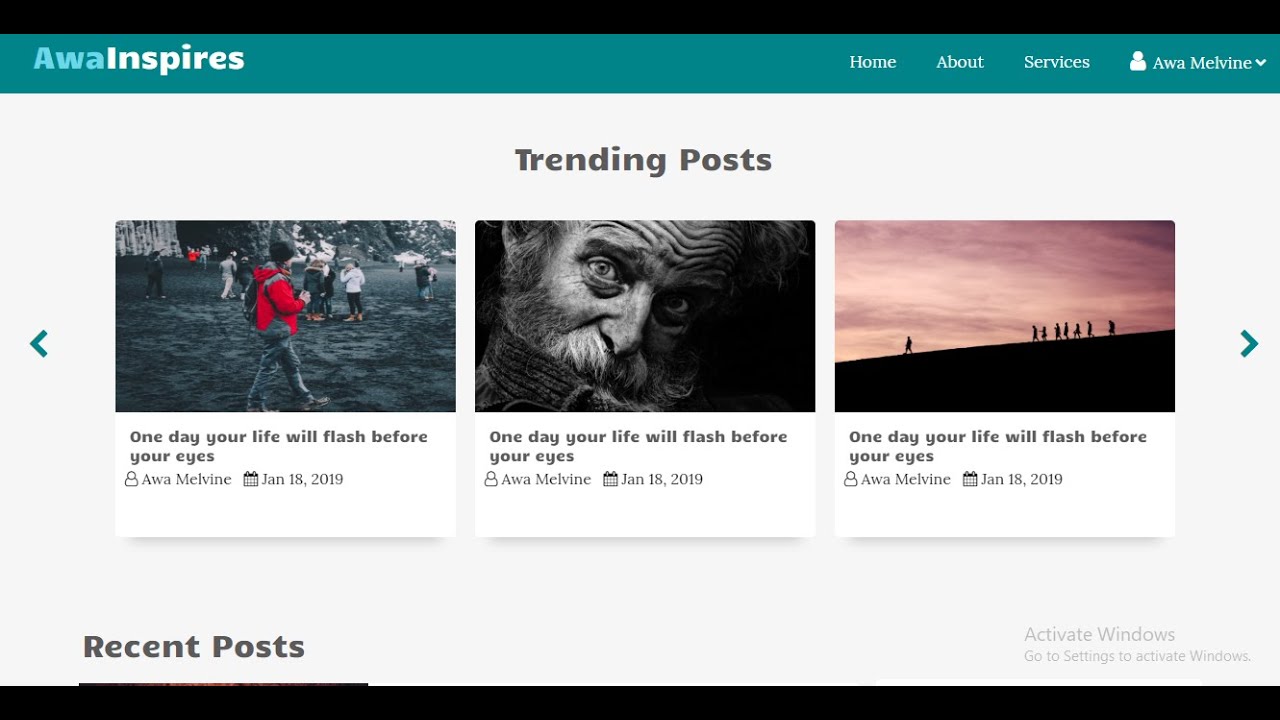 AwaInspires
Home About Services Awa Melvine
Trending Posts
One day your life will flash before
your eyes
Awa Melvine Jan 18, 2019
One day your life will flash before
your eyes
Awa Melvine Jan 18, 2019
One day your life will flash before
your eyes
Awa Melvine Jan 18, 2019
Recent Posts
Activate Windows
Go to Settings to activate Windows.